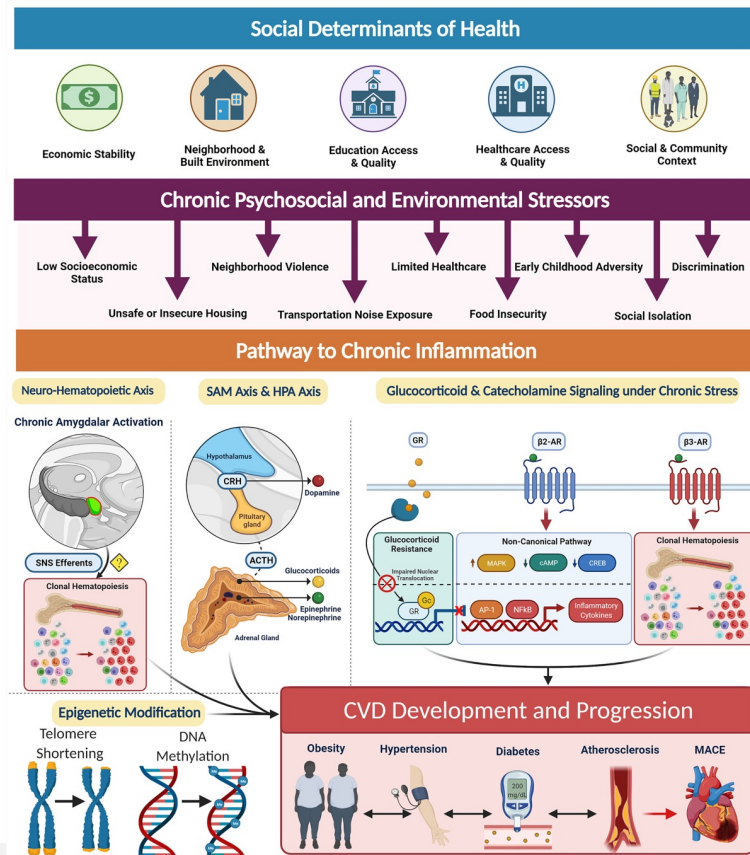 Social Determinants of Health
Economic Stability
Neighborhood &
Built Environment
Education Access
& Quality
Healthcare Access
& Quality
Social & Community
Context
Chronic Psychosocial and Environmental Stressors
Low Socioeconomic
Status
Neighborhood Violence
Limited Healthcare
Early Childhood Adversity
Discrimination
Unsafe or Insecure Housing
Transportation Noise Exposure
Food Insecurity
Social Isolation
Pathway to Chronic Inflammation
Neuro-Hematopoietic Axis
Chronic Amygdalar Activation
SNS Efferents
?
Clonal Hematopoiesis
SAM Axis & HPA Axis
Hypothalamus
CRH
Dopamine
Pituitary
gland
ACTH
Glucocorticoids
Epinephrine
Norepinephrine
Adrenal Gland
Glucocorticoid & Catecholamine Signaling under Chronic Stress
GR
β2-AR
β3-AR
Glucocorticoid
Resistance
Impaired Nuclear
Translocation
Gc
GR
Non-Canonical Pathway
MAPK
cAMP
CREB
AP-1
NFkB
Inflammatory
Cytokines
Clonal Hematopoiesis
Epigenetic Modification
Telomere
Shortening
DNA
Methylation
Me
Me
Me
Me
CVD Development and Progression
Obesity
Hypertension
Diabetes
Atherosclerosis
MACE
200
mg/dL